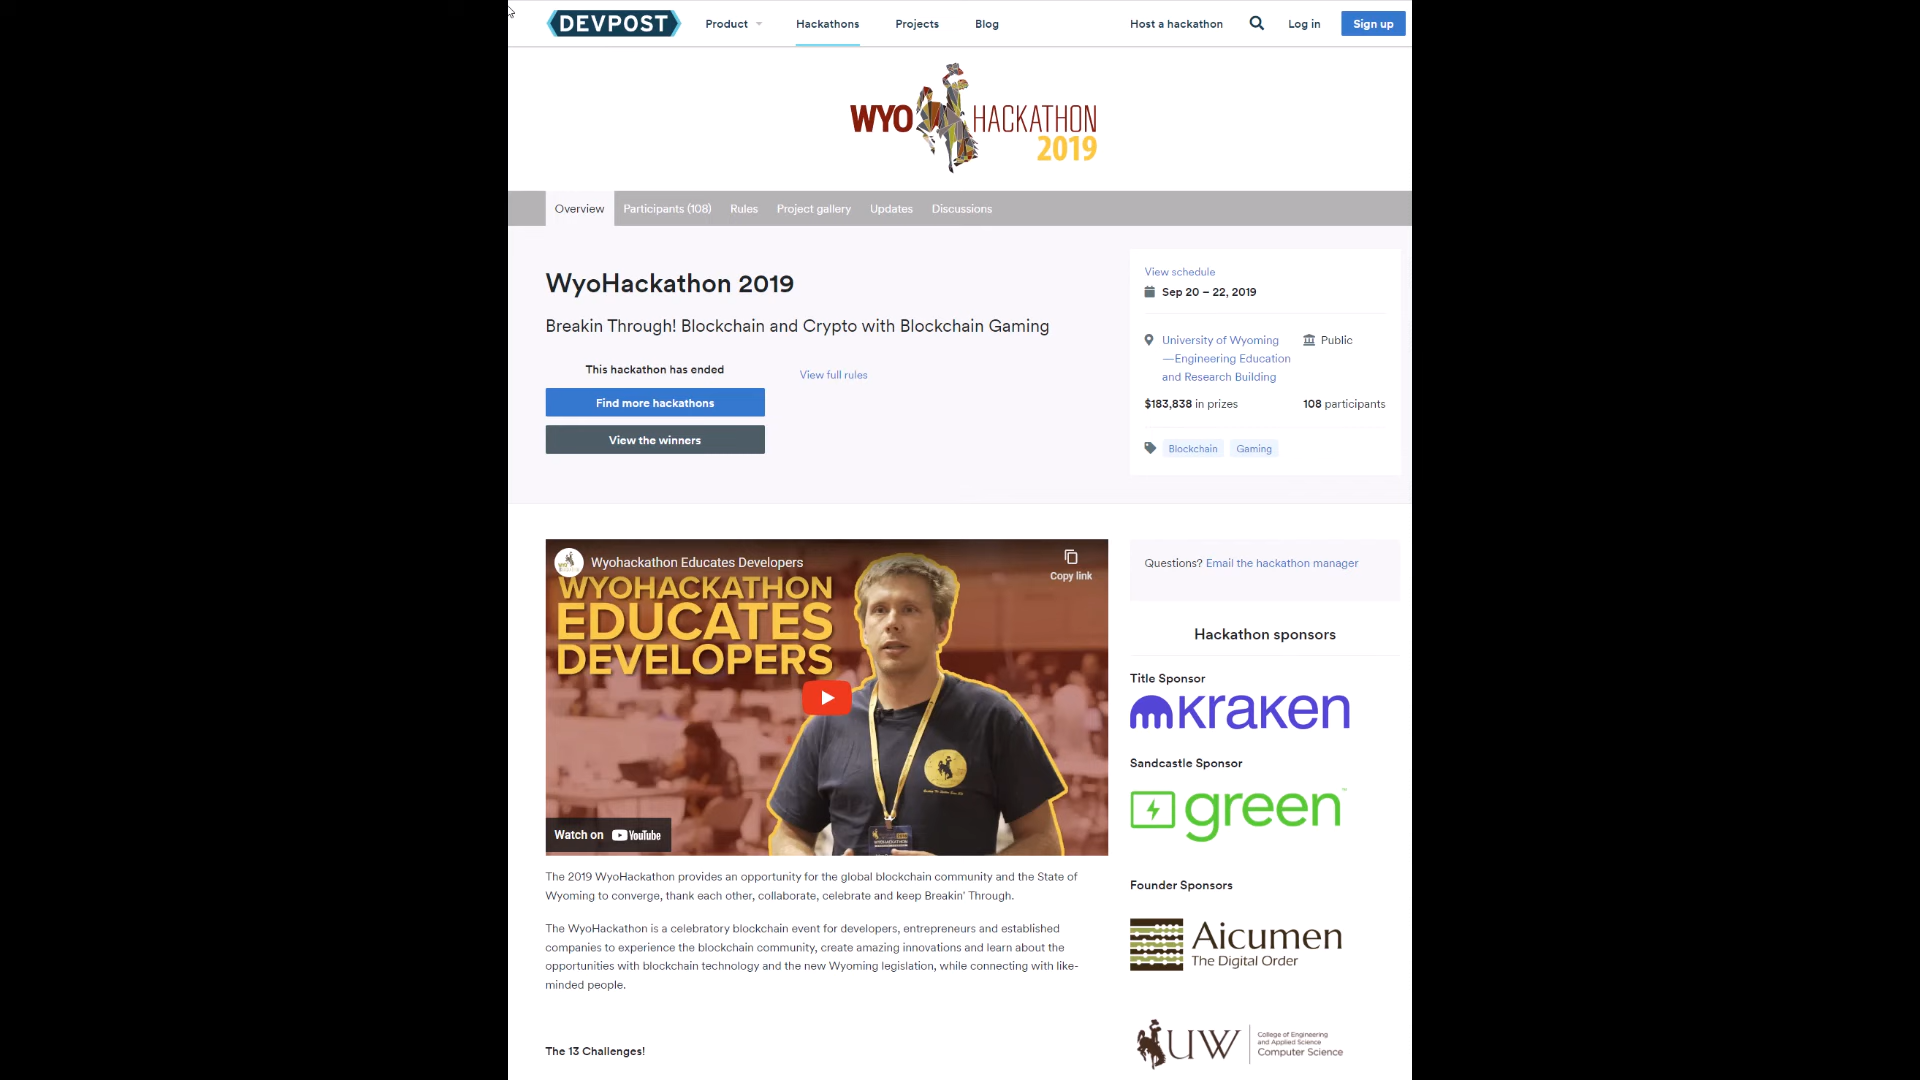 DEVPOST
Product
Hackathons
Projects
Blog
Host a hackathon
Log in
Sign up
WYO HACKATHON
2019
Overview
Participants (108)
Rules
Project gallery
Updates
Discussions
WyoHackathon 2019
Breakin Through! Blockchain and Crypto with Blockchain Gaming
This hackathon has ended
View full rules
Find more hackathons
View the winners
View schedule
Sep 20 – 22, 2019
University of Wyoming
—Engineering Education
and Research Building
Public
$183,838 in prizes
108 participants
Blockchain
Gaming
Wyohackathon Educates Developers
Copy link
WYOHACKATHON
EDUCATES
DEVELOPERS
Watch on YouTube
The 2019 WyoHackathon provides an opportunity for the global blockchain community and the State of
Wyoming to converge, thank each other, collaborate, celebrate and keep Breakin' Through.
The WyoHackathon is a celebratory blockchain event for developers, entrepreneurs and established
companies to experience the blockchain community, create amazing innovations and learn about the
opportunities with blockchain technology and the new Wyoming legislation, while connecting with like-
minded people.
The 13 Challenges!
Questions? Email the hackathon manager
Hackathon sponsors
Title Sponsor
kraken
Sandcastle Sponsor
green™
Founder Sponsors
Aicumen
The Digital Order
UW
College of Engineering
and Applied Science
Computer Science